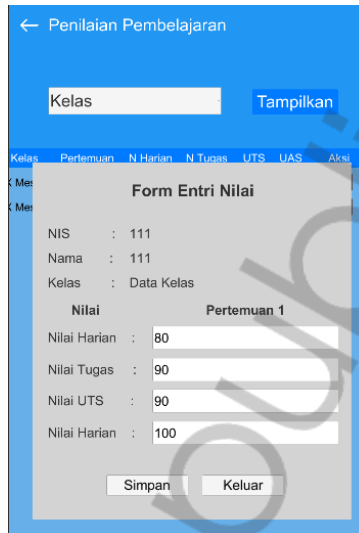 ← Penilaian Pembelajaran
Kelas
Tampilkan
Kelas Pertemuan N Harian N Tugas UTS UAS Aksi
Form Entri Nilai
NIS : 111
Nama : 111
Kelas : Data Kelas
Nilai Pertemuan 1
Nilai Harian : 80
Nilai Tugas : 90
Nilai UTS : 90
Nilai Harian : 100
Simpan Keluar